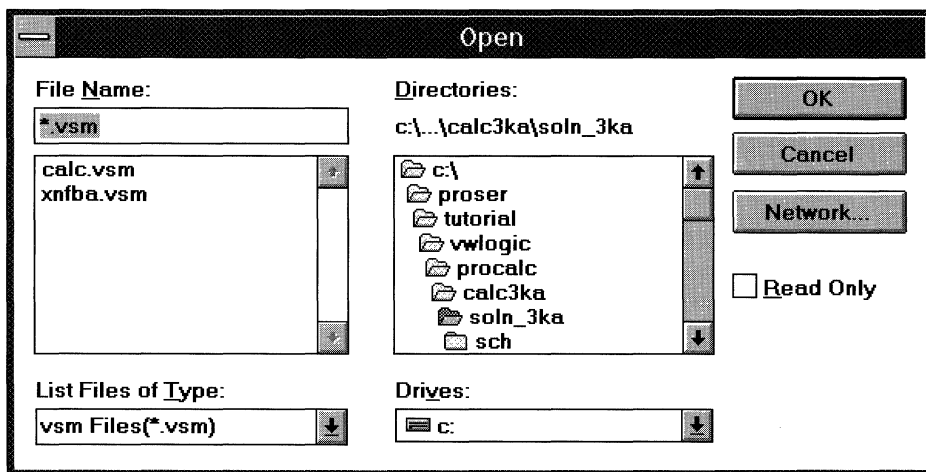 Open
File Name:
*.vsm
calc.vsm
xnfba.vsm
List Files of Type:
vsm Files(*.vsm)
Directories:
c:\...\calc3ka\soln_3ka
c:\
proser
tutorial
vwlogic
procalc
calc3ka
soln_3ka
sch
Drives:
c:
OK
Cancel
Network...
Read Only